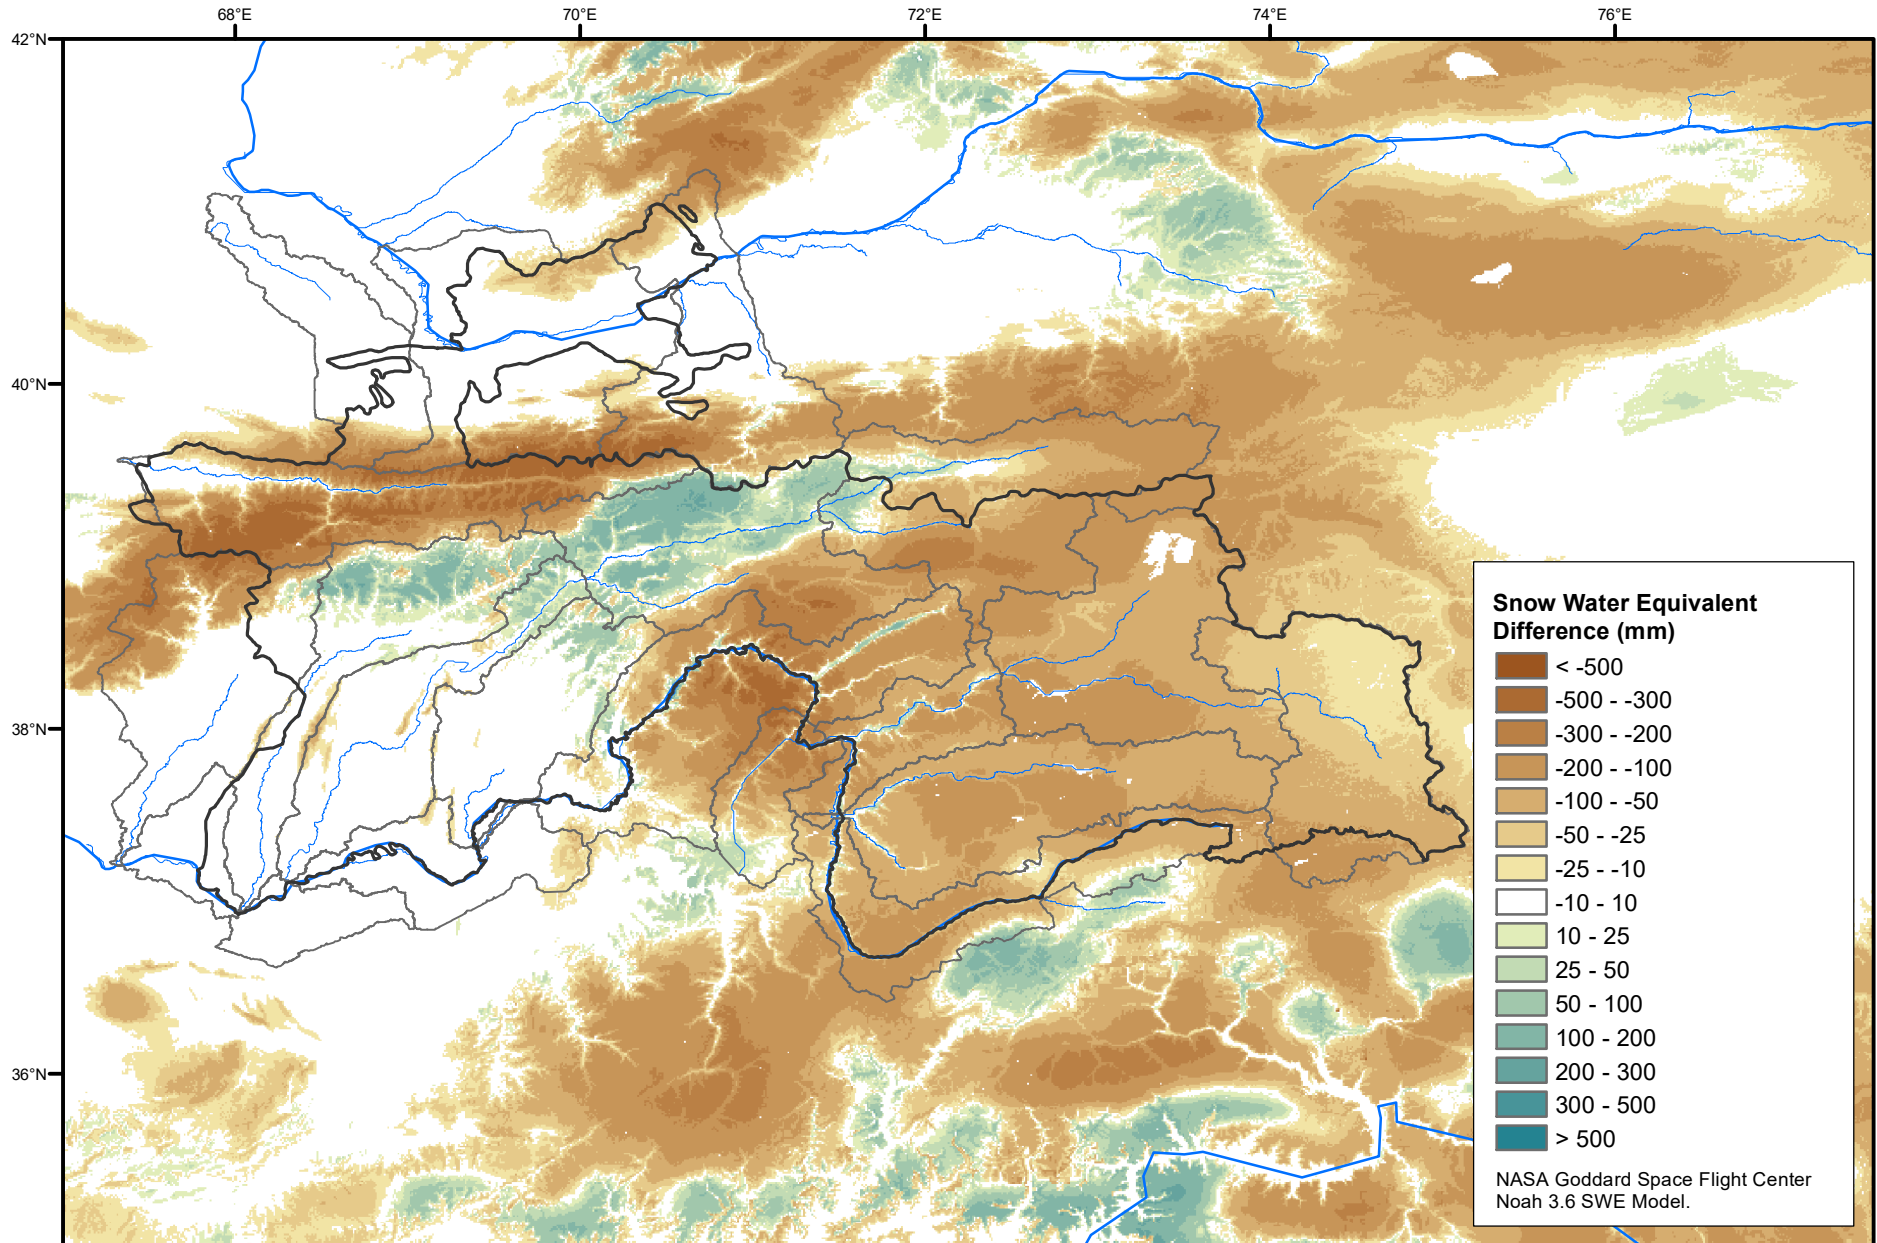 68°E
70°E
72°E
74°E
76°E
42°N
40°N
38°N
36°N
Snow Water Equivalent
Difference (mm)
< -500
-500 - -300
-300 - -200
-200 - -100
-100 - -50
-50 - -25
-25 - -10
-10 - 10
10 - 25
25 - 50
50 - 100
100 - 200
200 - 300
300 - 500
> 500
NASA Goddard Space Flight Center
Noah 3.6 SWE Model.